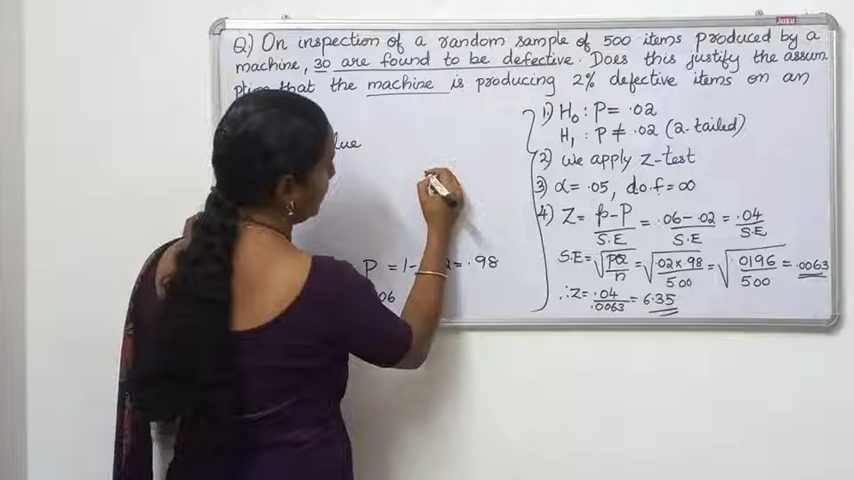 Q) On inspection of a random sample of 500 items produced by a
machine, 30 are found to be defective. Does this justify the assum
ption that the machine is producing 2% defective items on an
1) H0 : P = .02
H1 : P ≠ .02 (2-tailed)
2) we apply Z-test
3) α = .05, d.o.f = ∞
4) Z = p-P / S.E = .06-.02 / S.E = .04 / S.E
S.E = √PQ/n = √.02×.98/500 = √.0196/500 = .0063
∴ Z = .04/.0063 = 6.35
P = 1- = .98
06